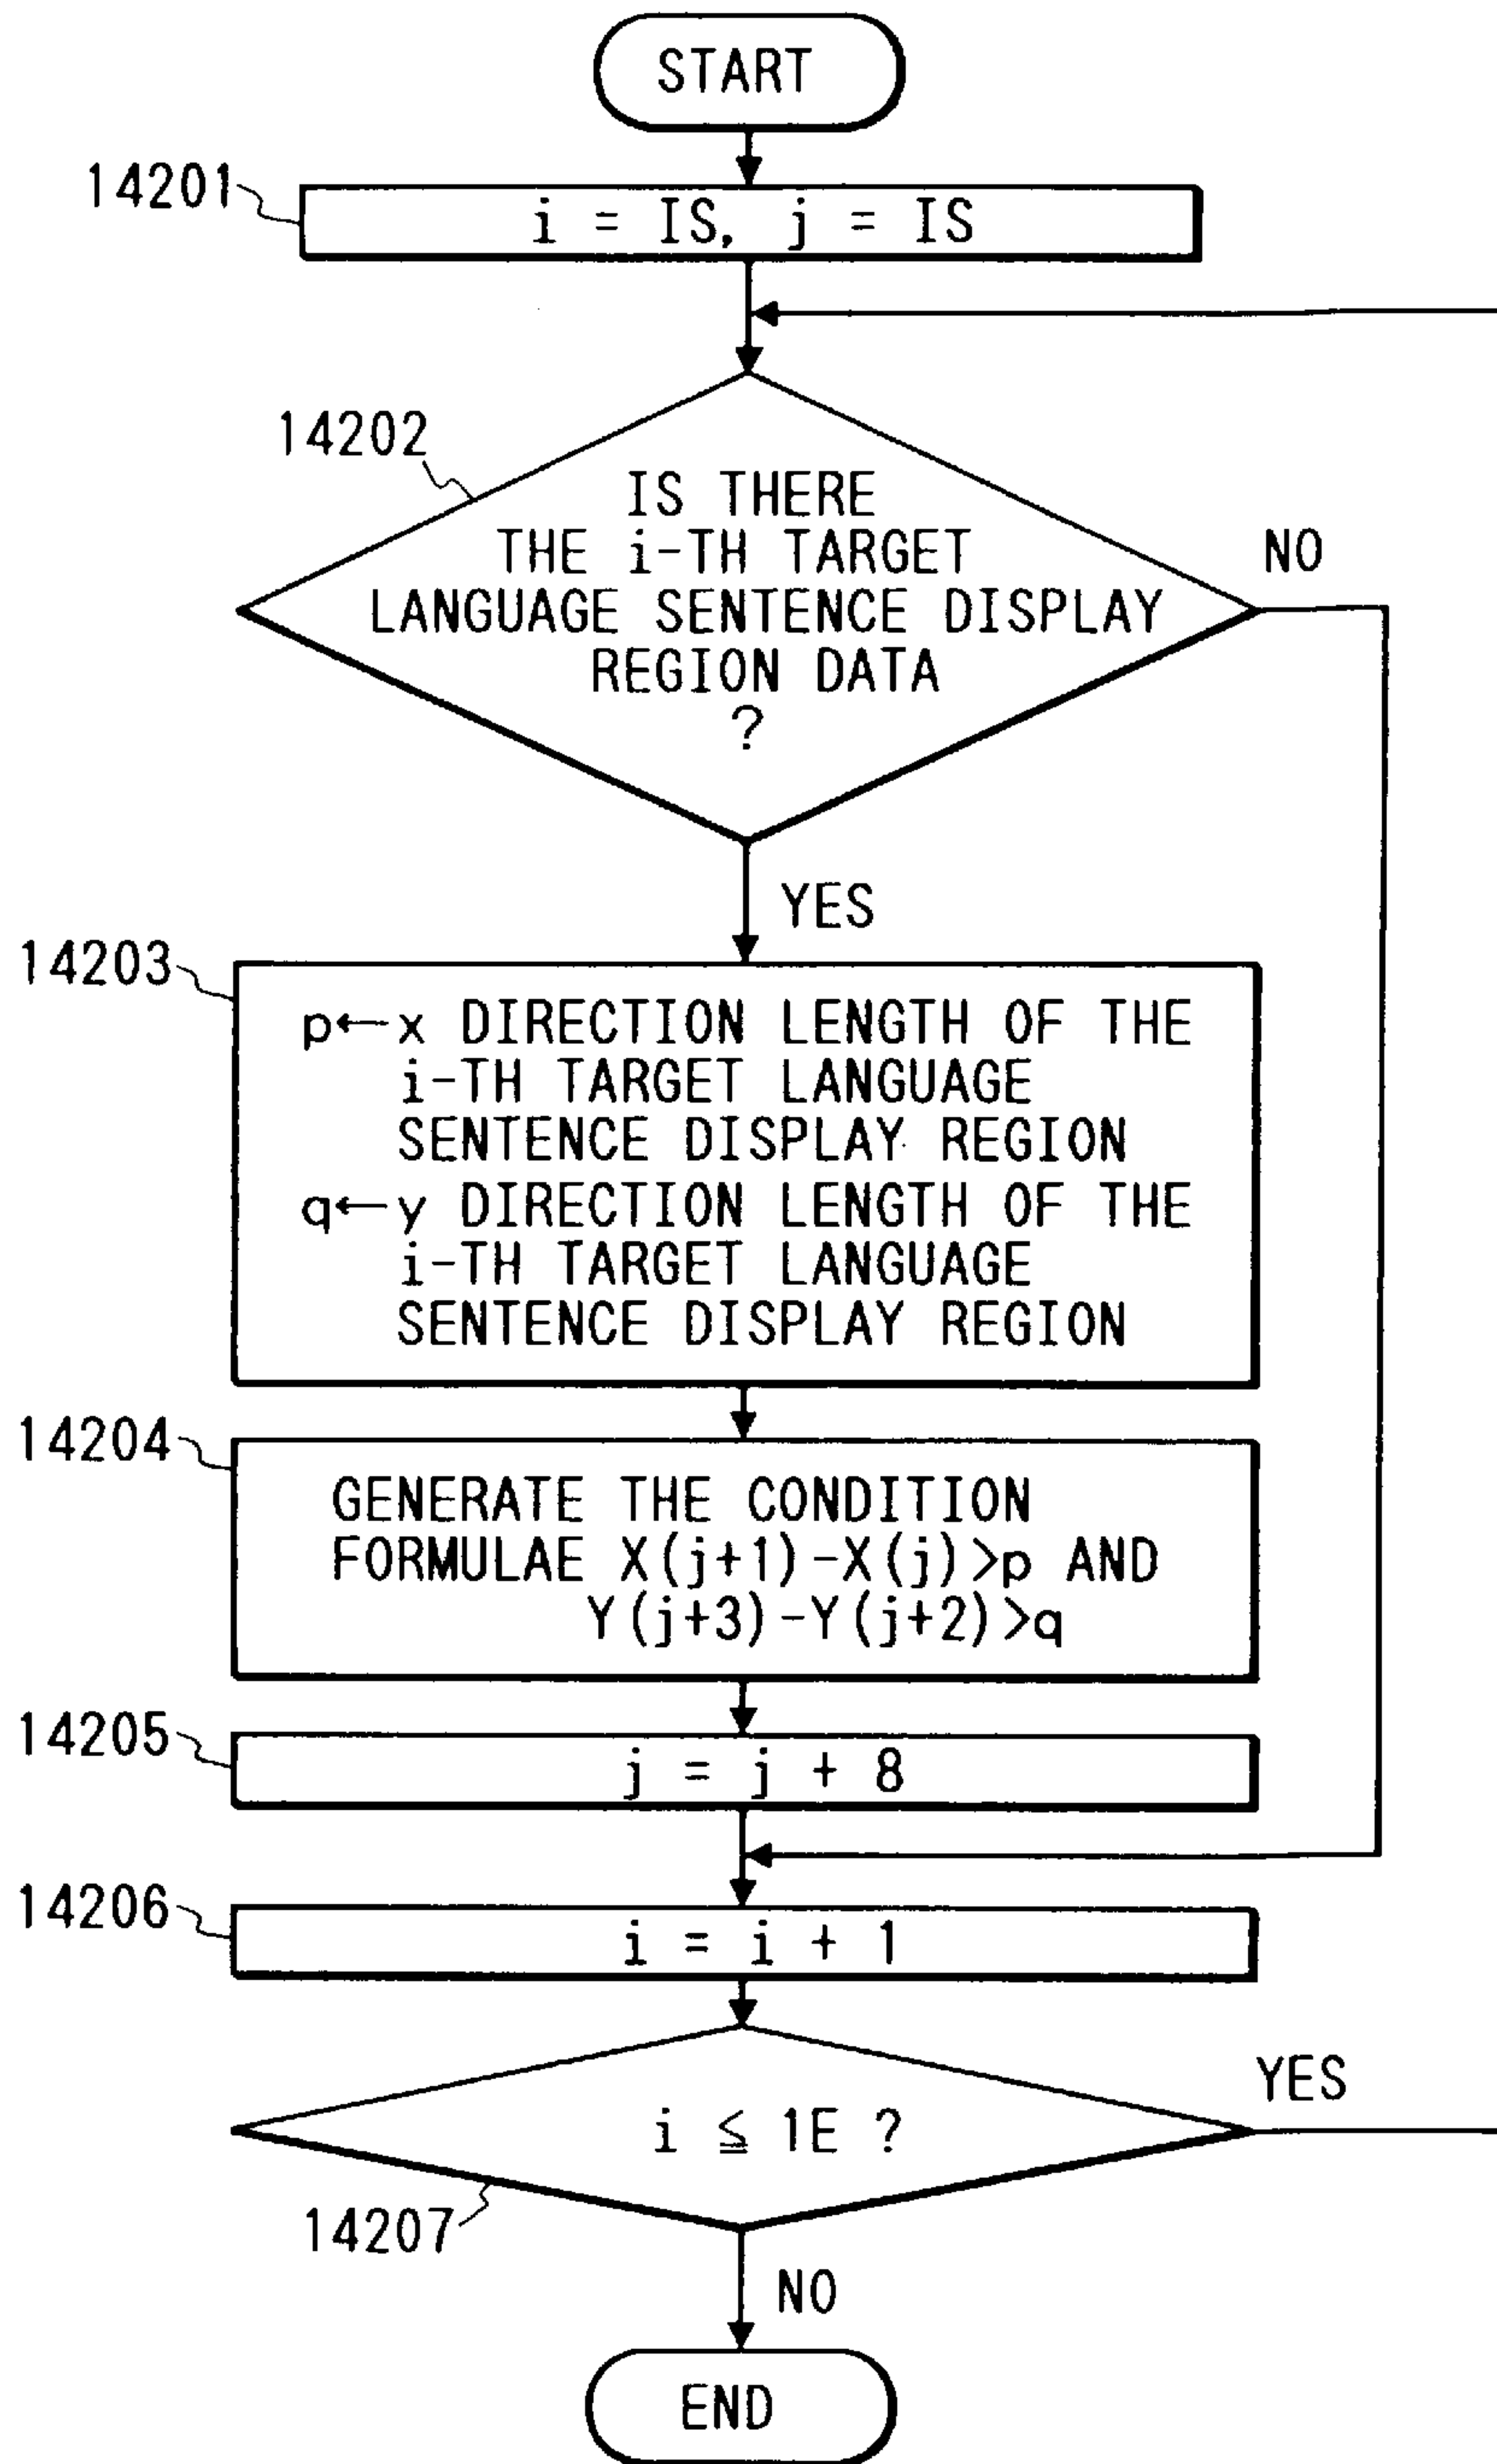 START
14201
i = IS, j = IS
14202
IS THERE
THE i-TH TARGET
LANGUAGE SENTENCE DISPLAY
REGION DATA
?
NO
YES
14203
p←x DIRECTION LENGTH OF THE
i-TH TARGET LANGUAGE
SENTENCE DISPLAY REGION
q←y DIRECTION LENGTH OF THE
i-TH TARGET LANGUAGE
SENTENCE DISPLAY REGION
14204
GENERATE THE CONDITION
FORMULAE X(j+1)-X(j)>p AND
Y(j+3)-Y(j+2)>q
14205
j = j + 8
14206
i = i + 1
YES
i ≦ 1E ?
14207
NO
END